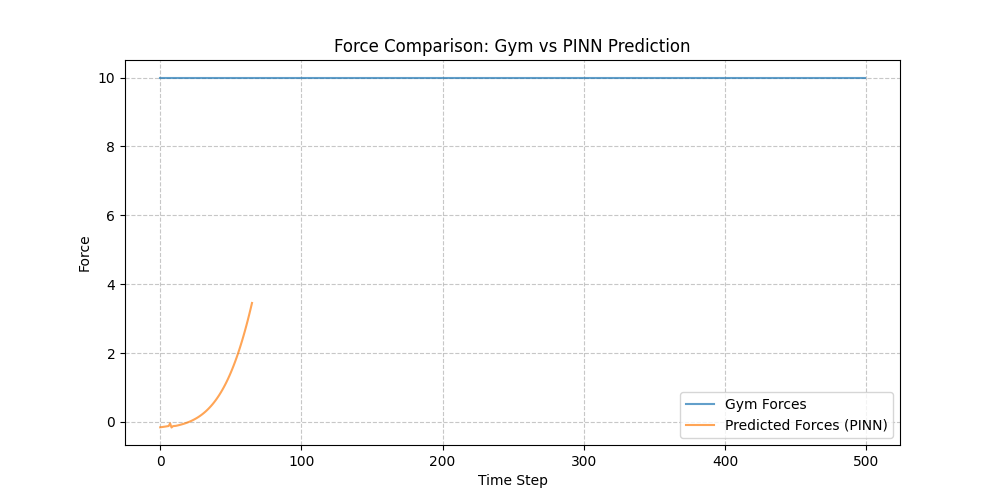 Force Comparison: Gym vs PINN Prediction
10
8
6
4
2
0
Force
Gym Forces
Predicted Forces (PINN)
0 100 200 300 400 500
Time Step